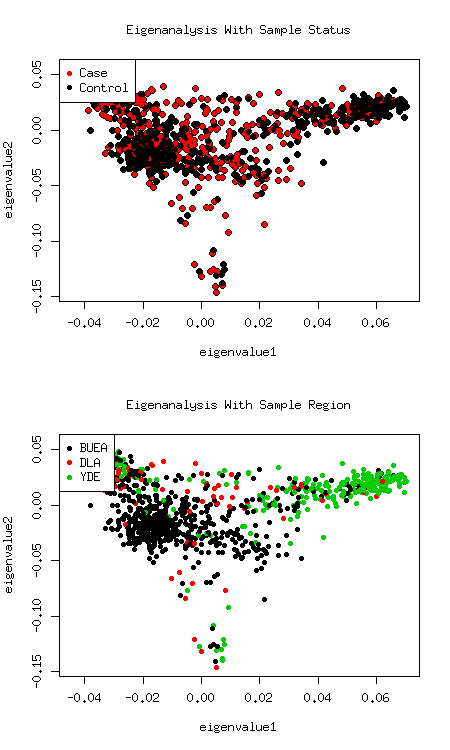 Eigenanalysis With Sample Status
Case
Control
eigenvalue2
0.05
0.00
-0.05
-0.10
-0.15
-0.04 -0.02 0.00 0.02 0.04 0.06
eigenvalue1
Eigenanalysis With Sample Region
BUEA
DLA
YDE
eigenvalue2
0.05
0.00
-0.05
-0.10
-0.15
-0.04 -0.02 0.00 0.02 0.04 0.06
eigenvalue1